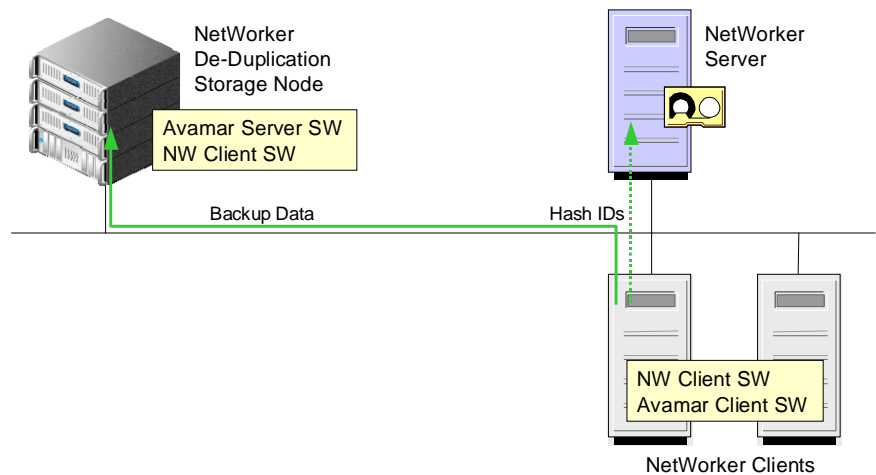 NetWorker
De-Duplication
Storage Node
NetWorker
Server
Avamar Server SW
NW Client SW
Backup Data
Hash IDs
NW Client SW
Avamar Client SW
NetWorker Clients